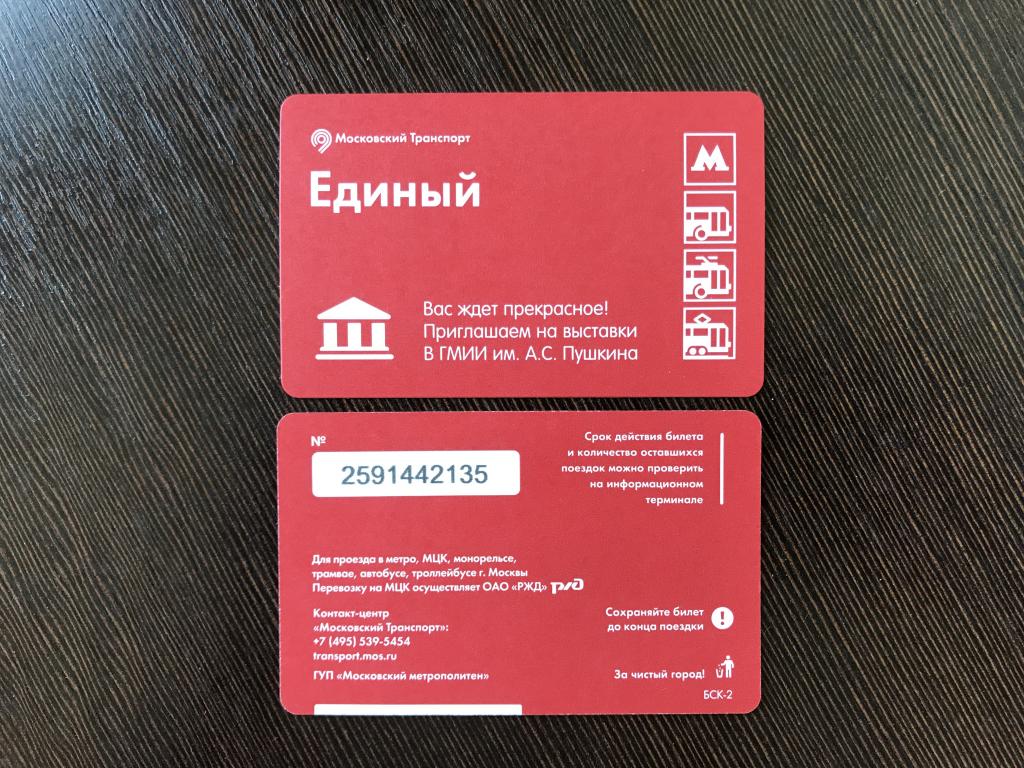 Московский Транспорт
Единый
М
Вас ждет прекрасное!
Приглашаем на выставки
В ГМИИ им. А.С. Пушкина
№
2591442135
Срок действия билета
и количество оставшихся
поездок можно проверить
на информационном
терминале
Для проезда в метро, МЦК, монорельсе,
трамвае, автобусе, троллейбусе г. Москвы
Перевозку на МЦК осуществляет ОАО «РЖД» ржд
Контакт-центр
«Московский Транспорт»:
+7 (495) 539-5454
transport.mos.ru
ГУП «Московский метрополитен»
Сохраняйте билет
до конца поездки
За чистый город!
БСК-2